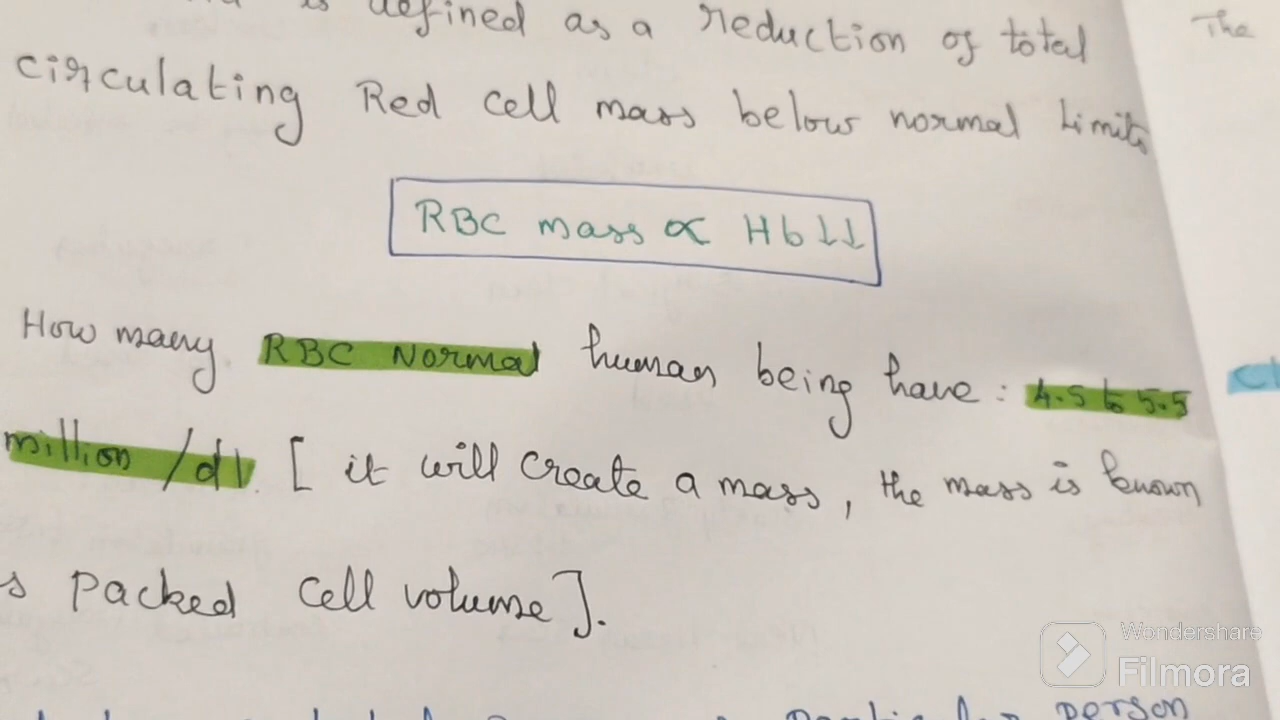 is defined as a reduction of total
The
circulating Red cell mass below normal Limits
RBC mass ∝ Hb↓↓
How many RBC Normal human being have: 4.5 to 5.5
million /dl. [ it will create a mass, the mass is known
s packed cell volume].
person
Wondershare
Filmora